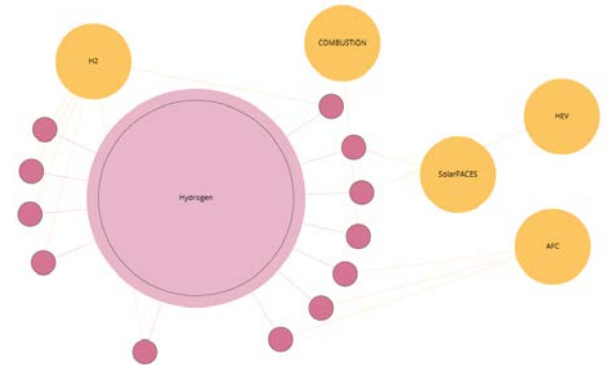 COMBUSTION
H2
HEV
SolarPACES
Hydrogen
AFC